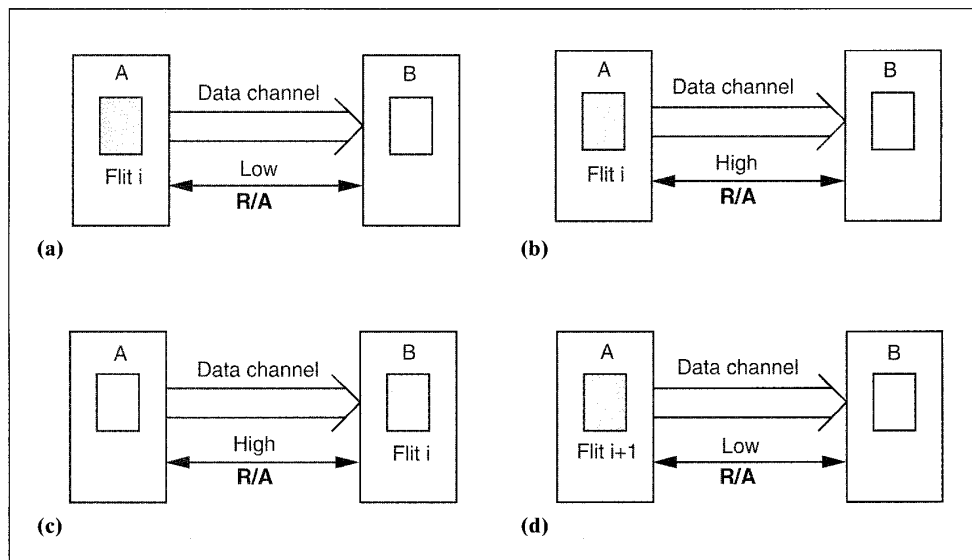 A
B
Data channel
Flit i
Low
R/A
(a)
A
B
Data channel
Flit i
High
R/A
(b)
A
B
Data channel
High
Flit i
R/A
(c)
A
B
Data channel
Flit i+1
Low
R/A
(d)